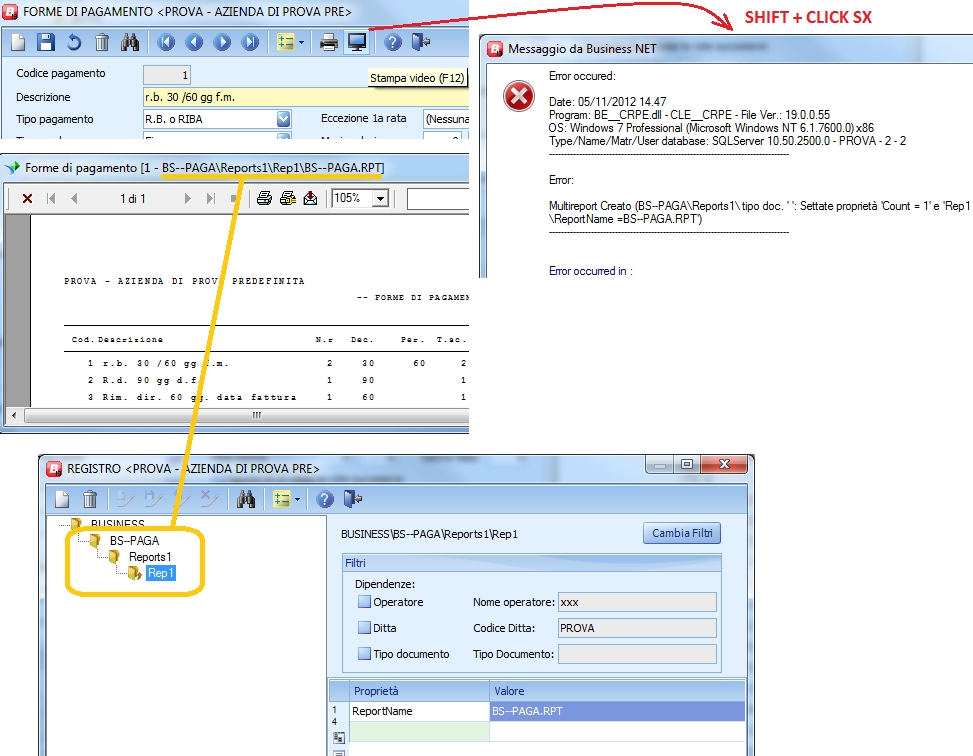 FORME DI PAGAMENTO <PROVA - AZIENDA DI PROVA PRE>
SHIFT + CLICK SX
Codice pagamento 1
Stampa video (F12)
Descrizione r.b. 30 /60 gg f.m.
Tipo pagamento R.B. o RIBA Eccezione 1a rata (Nessuna
Messaggio da Business NET
Error occured:
Date: 05/11/2012 14.47
Program: BE__CRPE.dll - CLE__CRPE - File Ver.: 19.0.0.55
OS: Windows 7 Professional (Microsoft Windows NT 6.1.7600.0) x86
Type/Name/Matr/User database: SQLServer 10.50.2500.0 - PROVA - 2 - 2
--------------------------------------------------------------------------------
Error:
Multireport Creato (BS--PAGA\Reports1\ tipo doc. ' ': Settate proprietà 'Count = 1' e 'Rep1
\ReportName =BS--PAGA.RPT')
--------------------------------------------------------------------------------
Error occurred in :
Forme di pagamento [1 - BS--PAGA\Reports1\Rep1\BS--PAGA.RPT]
1 di 1 105%
PROVA - AZIENDA DI PROVA PREDEFINITA
-- FORME DI PAGAMEN
Cod. Descrizione N.r Dec. Per. T.sc.
1 r.b. 30 /60 gg f.m. 2 30 60 2
2 R.d. 90 gg d.f. 1 90 1
3 Rim. dir. 60 gg. data fattura 1 60 1
REGISTRO <PROVA - AZIENDA DI PROVA PRE>
BUSINESS
BS--PAGA
Reports1
Rep1
BUSINESS\BS--PAGA\Reports1\Rep1 Cambia Filtri
Filtri
Dipendenze:
Operatore Nome operatore: xxx
Ditta Codice Ditta: PROVA
Tipo documento Tipo Documento:
Proprietà Valore
1 ReportName BS--PAGA.RPT
4